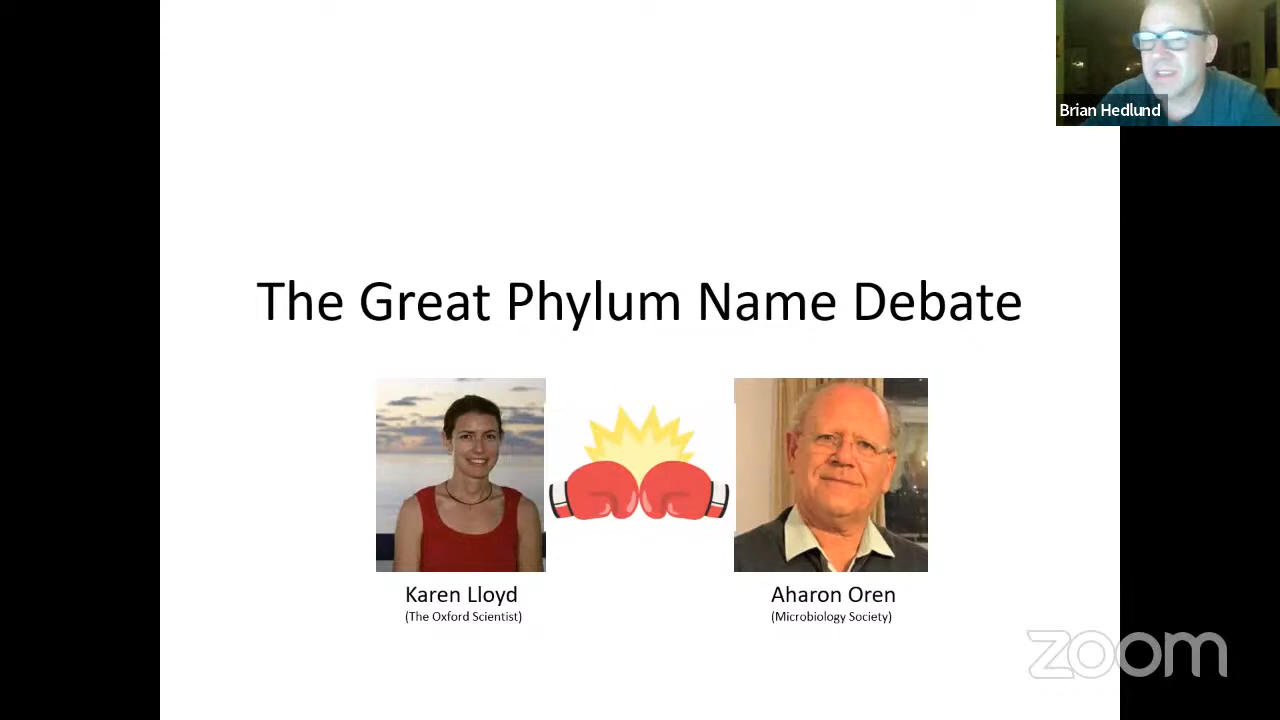 Brian Hedlund
The Great Phylum Name Debate
Karen Lloyd
(The Oxford Scientist)
Aharon Oren
(Microbiology Society)
zoom